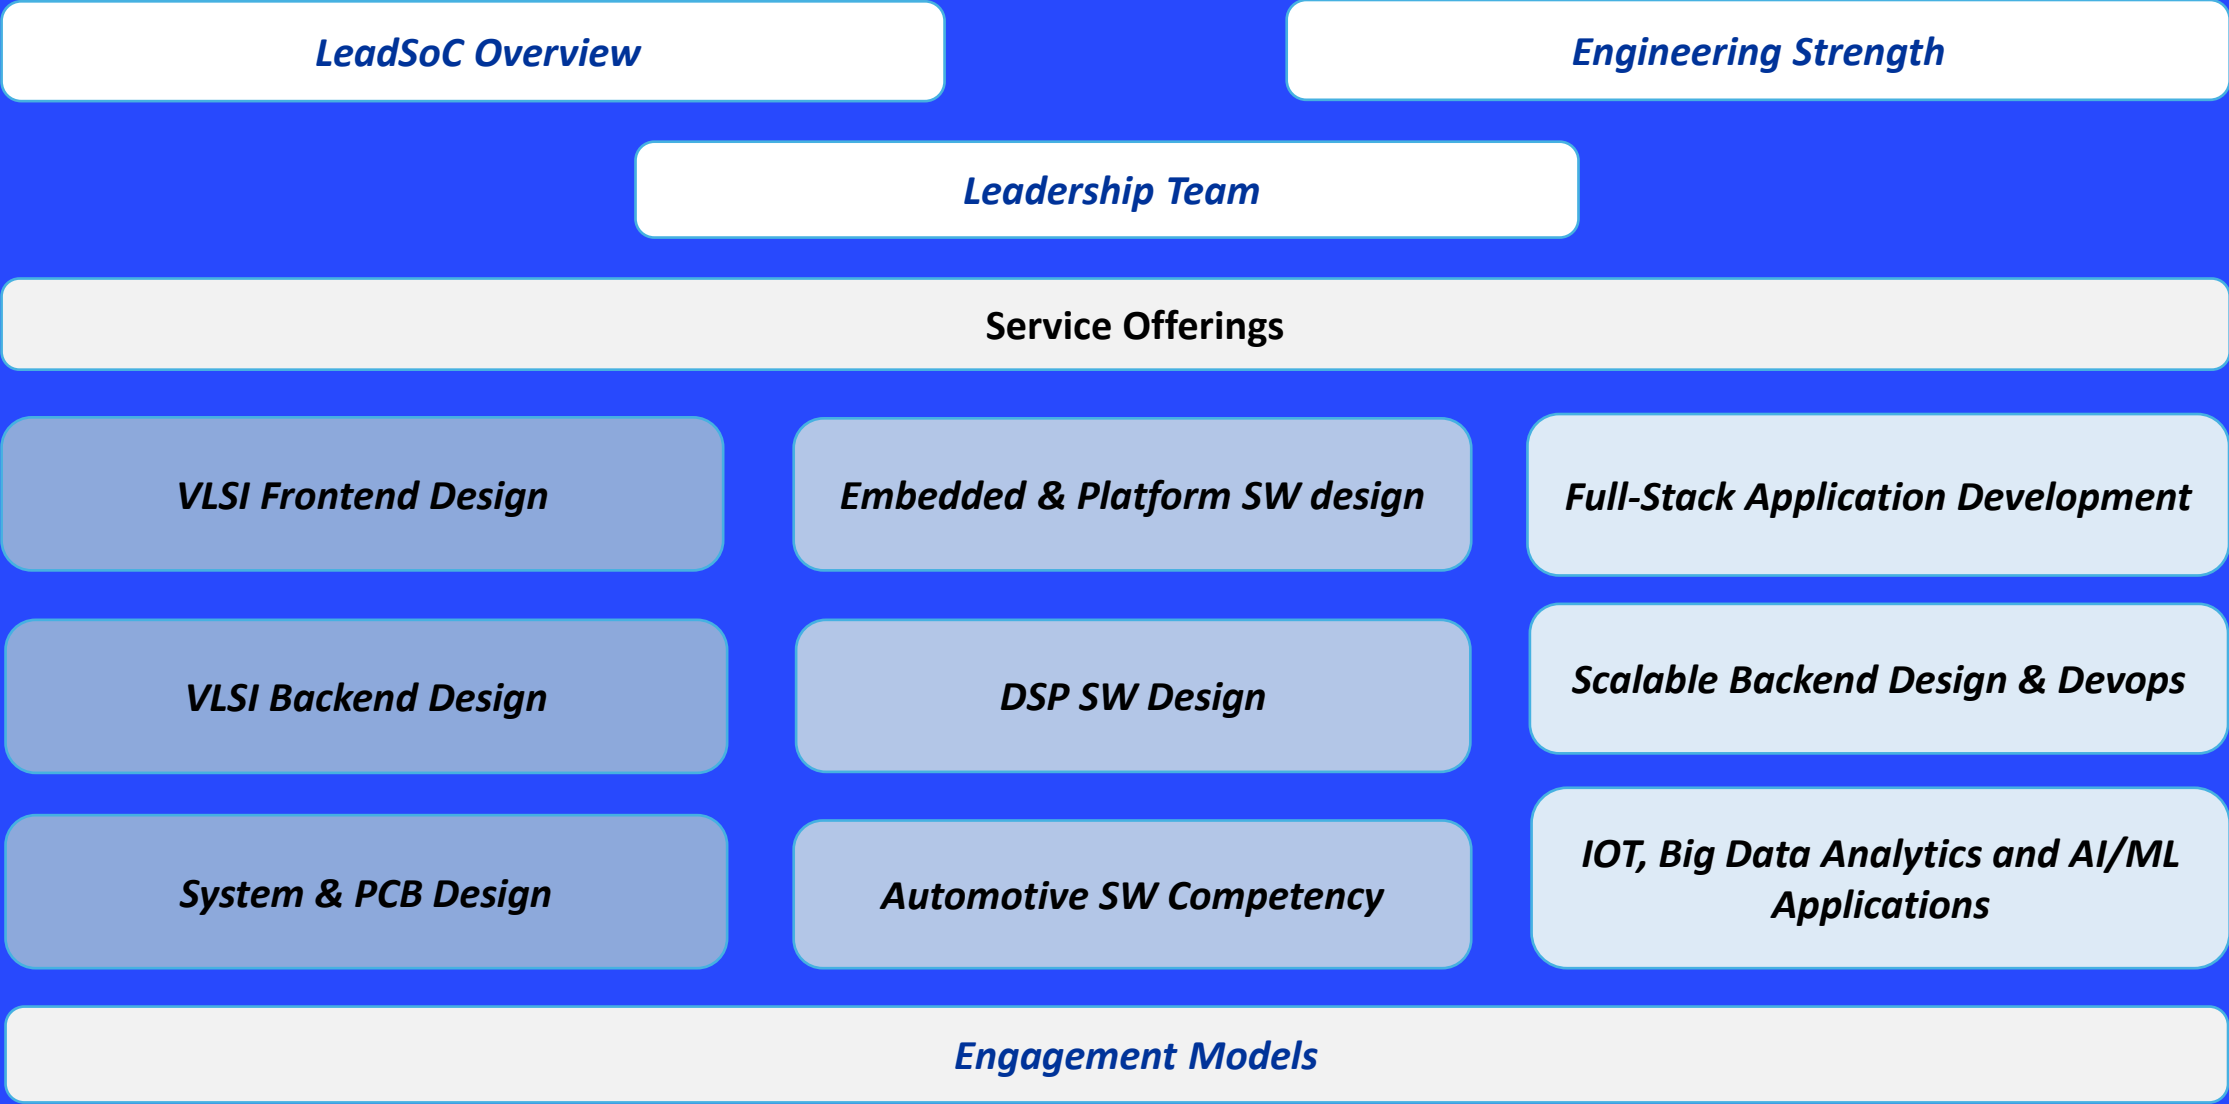 LeadSoC Overview
Engineering Strength
Leadership Team
Service Offerings
VLSI Frontend Design
Embedded & Platform SW design
Full-Stack Application Development
VLSI Backend Design
DSP SW Design
Scalable Backend Design & Devops
System & PCB Design
Automotive SW Competency
IOT, Big Data Analytics and AI/ML
Applications
Engagement Models